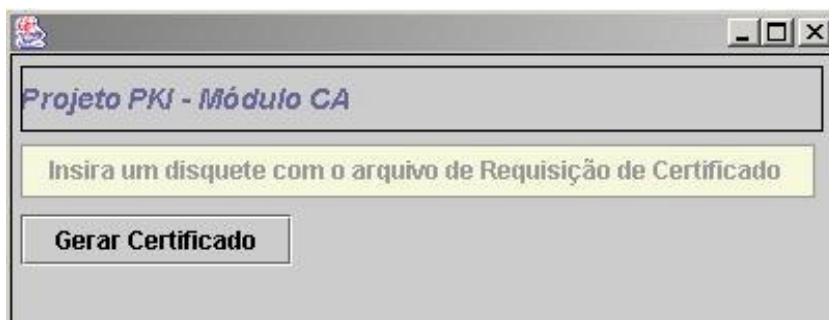 Projeto PKI - Módulo CA
Insira um disquete com o arquivo de Requisição de Certificado
Gerar Certificado